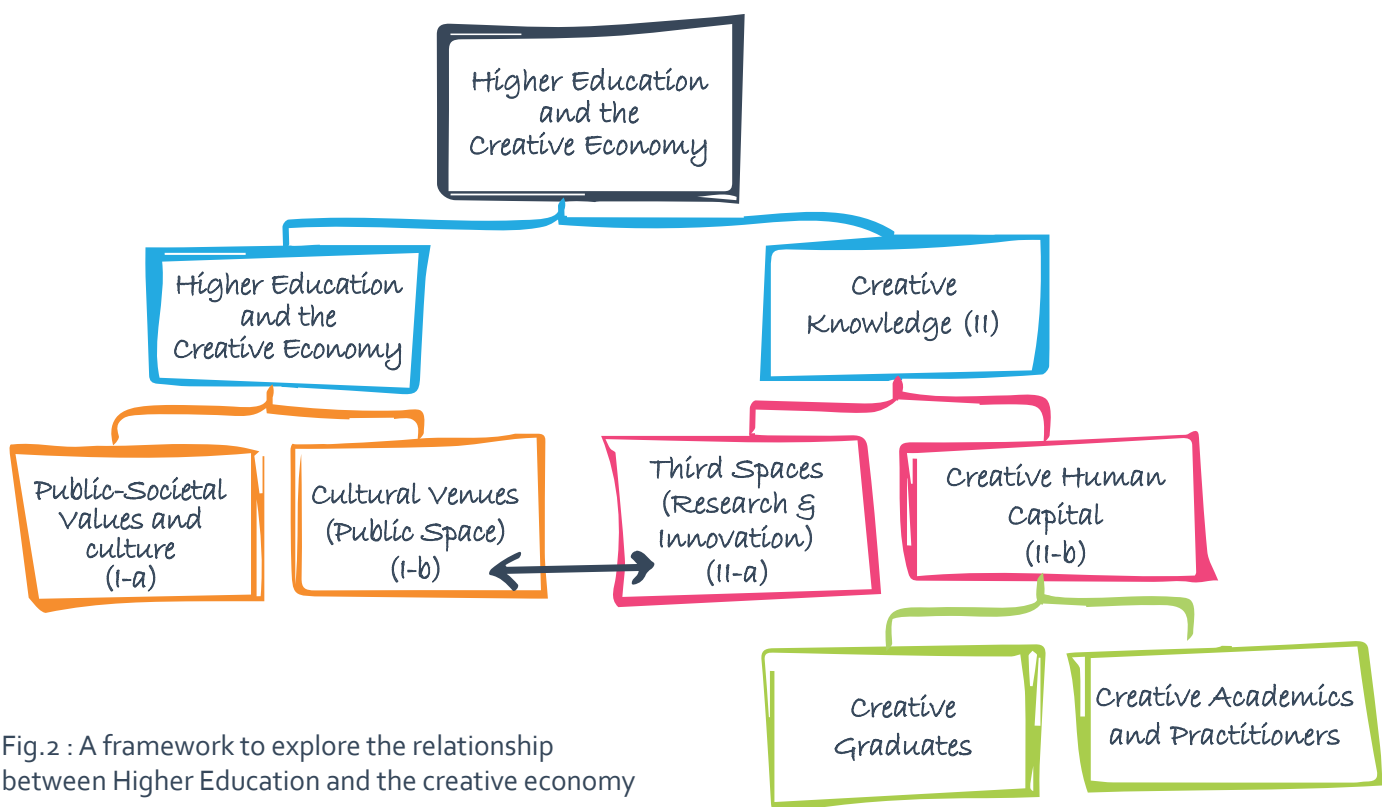 Higher Education
and the
Creative Economy
Higher Education
and the
Creative Economy
Creative
Knowledge (II)
Public-Societal
Values and
culture
(I-a)
Cultural Venues
(Public Space)
(I-b)
Third Spaces
(Research &
Innovation)
(II-a)
Creative Human
Capital
(II-b)
Creative
Graduates
Creative Academics
and Practitioners
Fig.2 : A framework to explore the relationship
between Higher Education and the creative economy